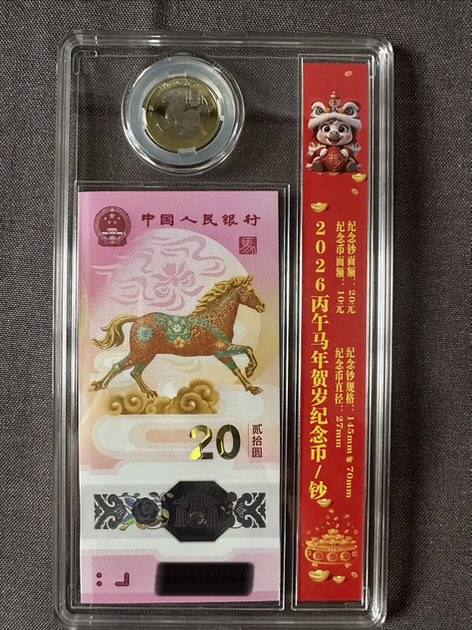 中国人民银行
馬
20
贰拾圆
J099542606
2026丙午马年贺岁纪念币/钞
纪念钞面额：20元
纪念币面额：10元
纪念钞规格：145mm＊70mm
纪念币直径：27mm